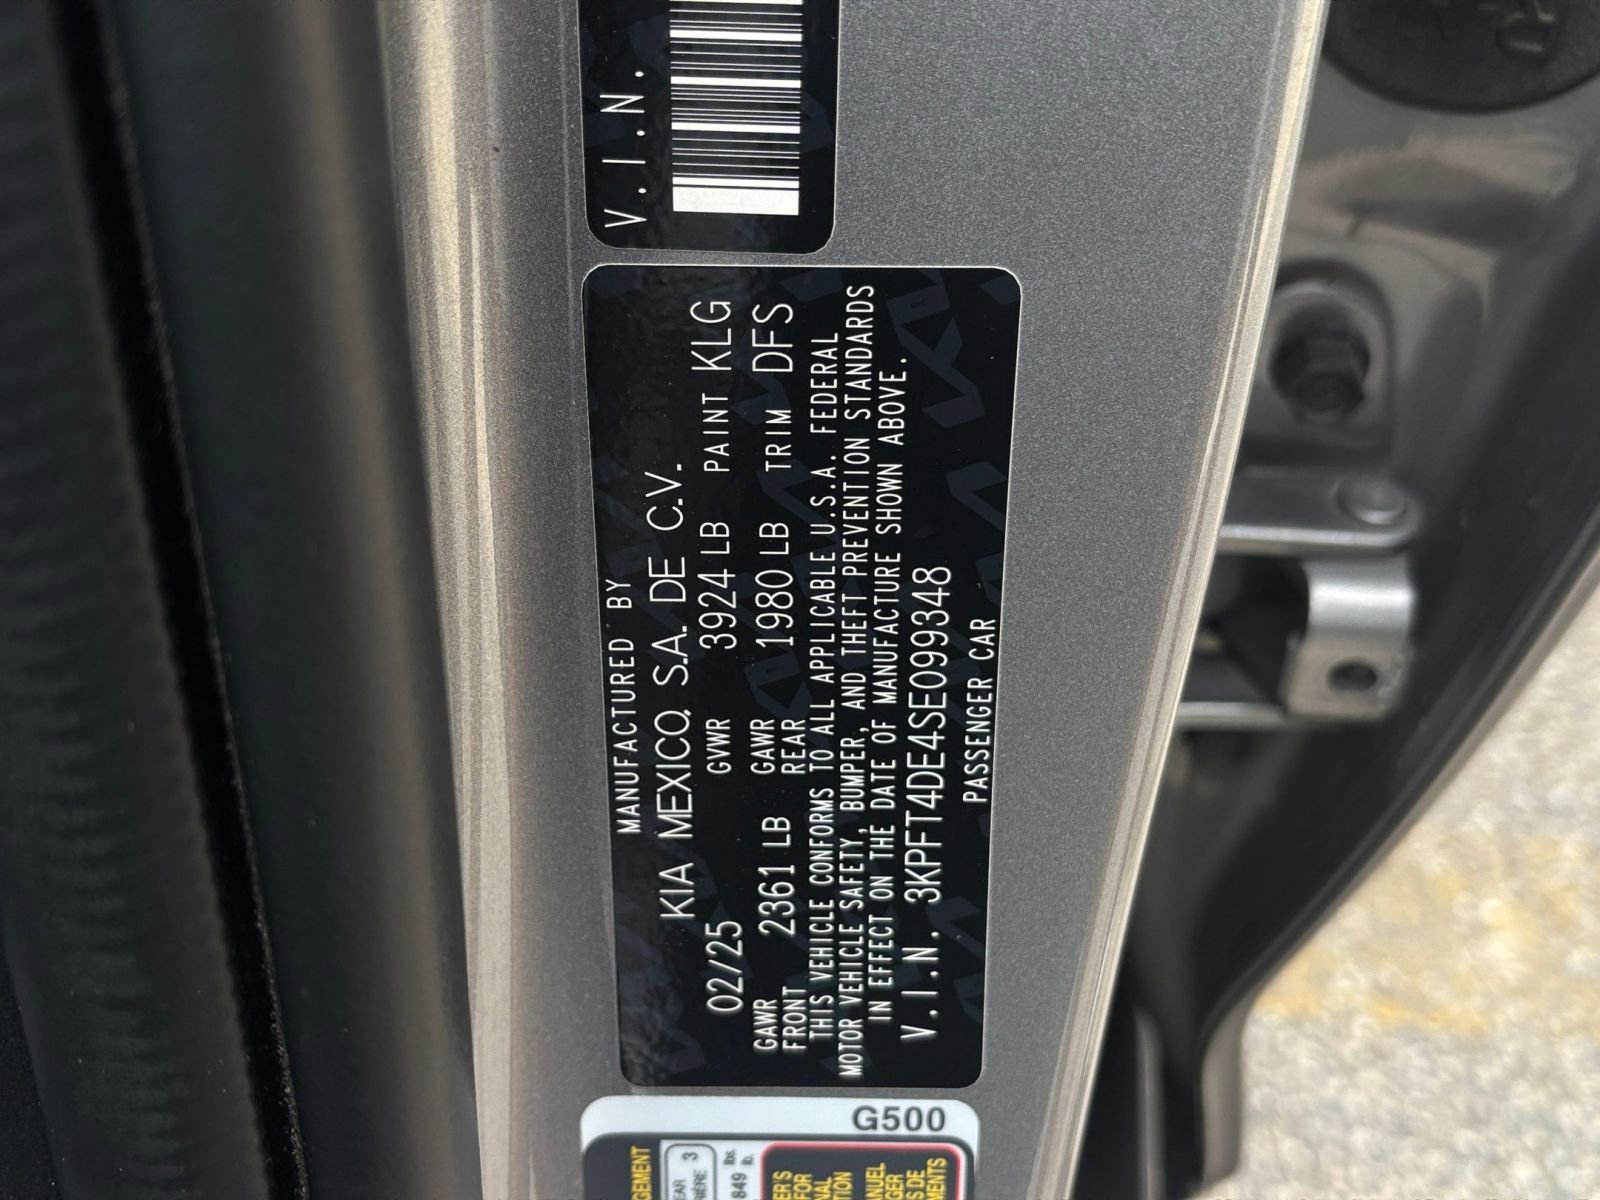 V.I.N.
MANUFACTURED BY
KIA MEXICO, S.A. DE C.V.
02/25 GVWR 3924 LB PAINT KLG
GAWR FRONT 2361 LB GAWR REAR 1980 LB TRIM DFS
THIS VEHICLE CONFORMS TO ALL APPLICABLE U.S.A. FEDERAL
MOTOR VEHICLE SAFETY, BUMPER, AND THEFT PREVENTION STANDARDS
IN EFFECT ON THE DATE OF MANUFACTURE SHOWN ABOVE.
V.I.N. 3KPFT4DE4SE099348
PASSENGER CAR
G500